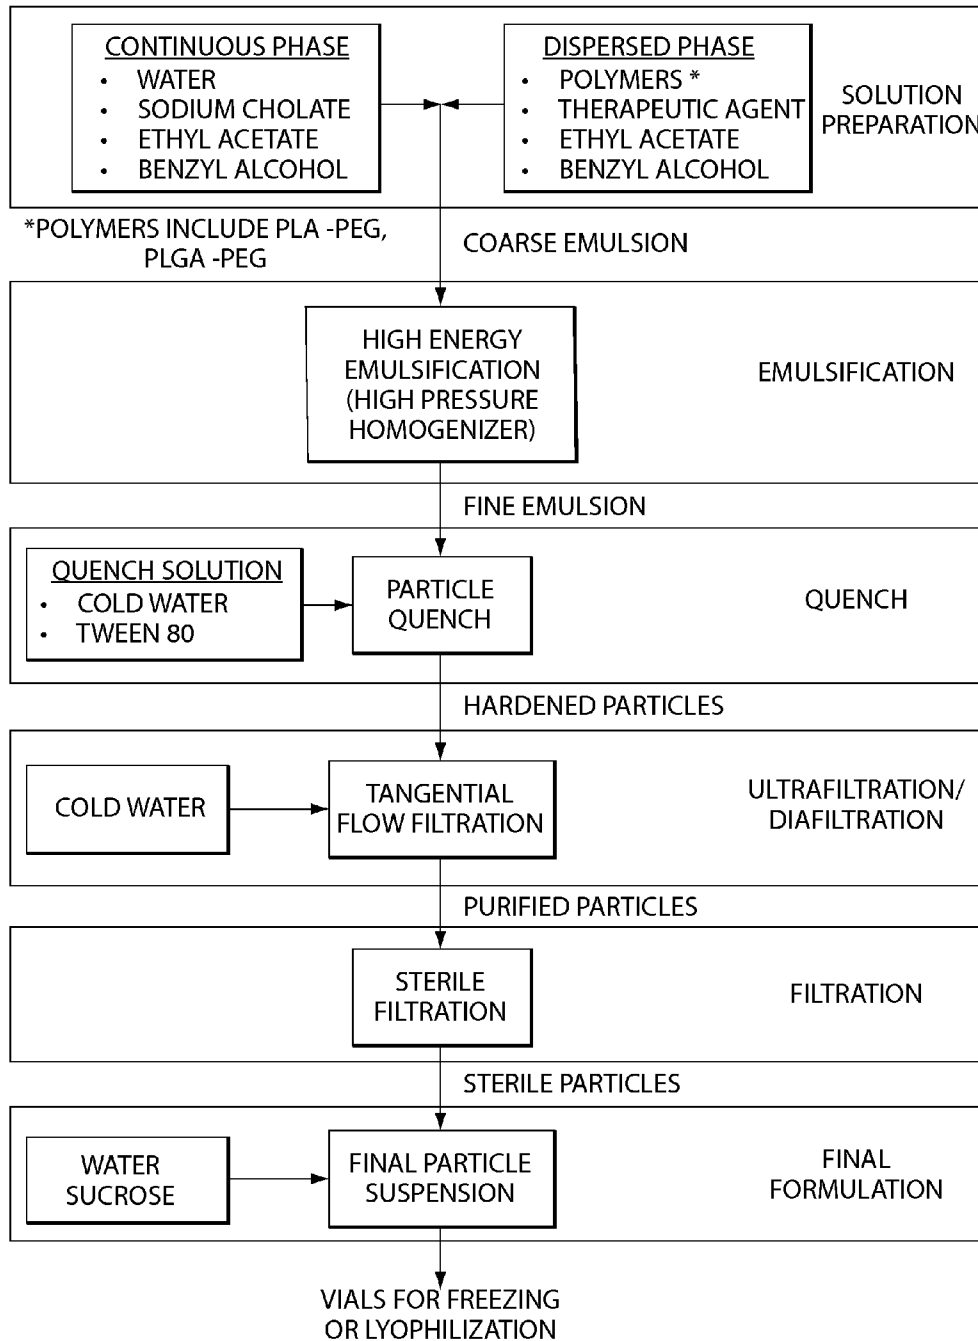 CONTINUOUS PHASE
• WATER
• SODIUM CHOLATE
• ETHYL ACETATE
• BENZYL ALCOHOL
DISPERSED PHASE
• POLYMERS *
• THERAPEUTIC AGENT
• ETHYL ACETATE
• BENZYL ALCOHOL
SOLUTION
PREPARATION
*POLYMERS INCLUDE PLA -PEG,
PLGA -PEG
COARSE EMULSION
HIGH ENERGY
EMULSIFICATION
(HIGH PRESSURE
HOMOGENIZER)
EMULSIFICATION
FINE EMULSION
QUENCH SOLUTION
• COLD WATER
• TWEEN 80
PARTICLE
QUENCH
QUENCH
HARDENED PARTICLES
COLD WATER
TANGENTIAL
FLOW FILTRATION
ULTRAFILTRATION/
DIAFILTRATION
PURIFIED PARTICLES
STERILE
FILTRATION
FILTRATION
STERILE PARTICLES
WATER
SUCROSE
FINAL PARTICLE
SUSPENSION
FINAL
FORMULATION
VIALS FOR FREEZING
OR LYOPHILIZATION